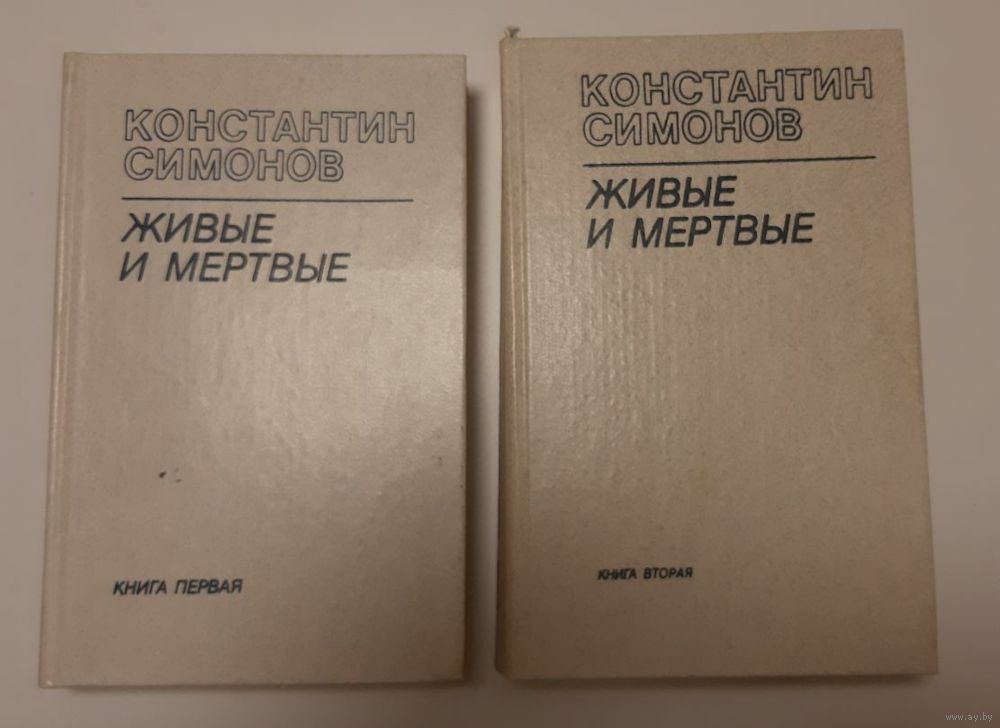 КОНСТАНТИН
СИМОНОВ
ЖИВЫЕ
И МЕРТВЫЕ
КНИГА ПЕРВАЯ
КОНСТАНТИН
СИМОНОВ
ЖИВЫЕ
И МЕРТВЫЕ
КНИГА ВТОРАЯ
www.ay.by